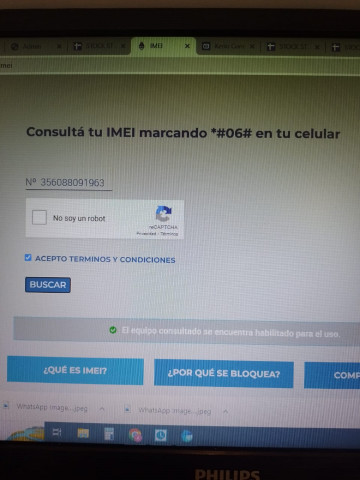 IMEI
Consultá tu IMEI marcando *#06# en tu celular
Nº 356088091963
No soy un robot
reCAPTCHA
Privacidad - Términos
ACEPTO TERMINOS Y CONDICIONES
BUSCAR
El equipo consultado se encuentra habilitado para el uso.
¿QUÉ ES IMEI?
¿POR QUÉ SE BLOQUEA?
COMP
WhatsApp Image....jpeg
WhatsApp Image....jpeg
PHILIPS